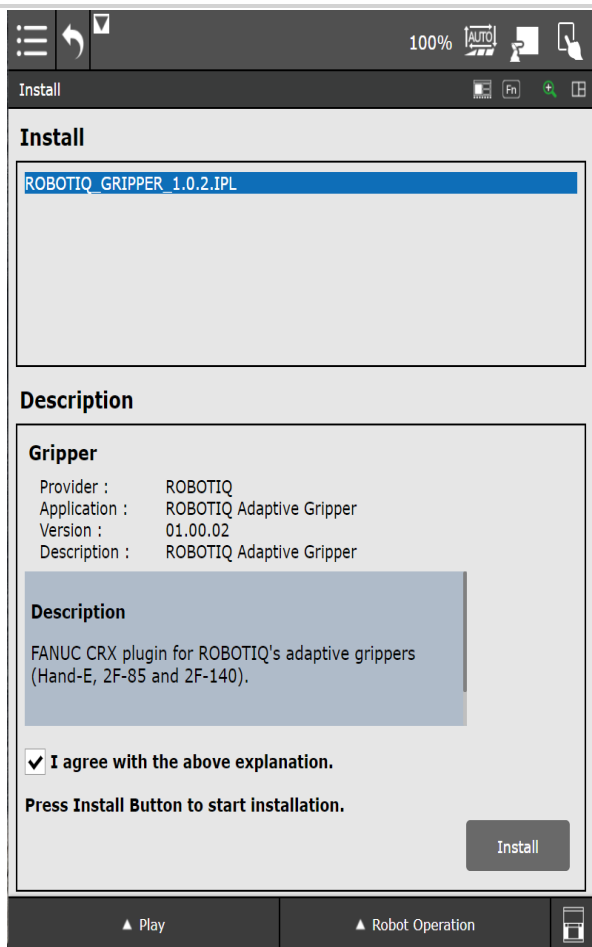 100%
AUTO
Install
Fn
Install
ROBOTIQ_GRIPPER_1.0.2.IPL
Description
Gripper
Provider : ROBOTIQ
Application : ROBOTIQ Adaptive Gripper
Version : 01.00.02
Description : ROBOTIQ Adaptive Gripper
Description
FANUC CRX plugin for ROBOTIQ's adaptive grippers
(Hand-E, 2F-85 and 2F-140).
I agree with the above explanation.
Press Install Button to start installation.
Install
▲ Play ▲ Robot Operation